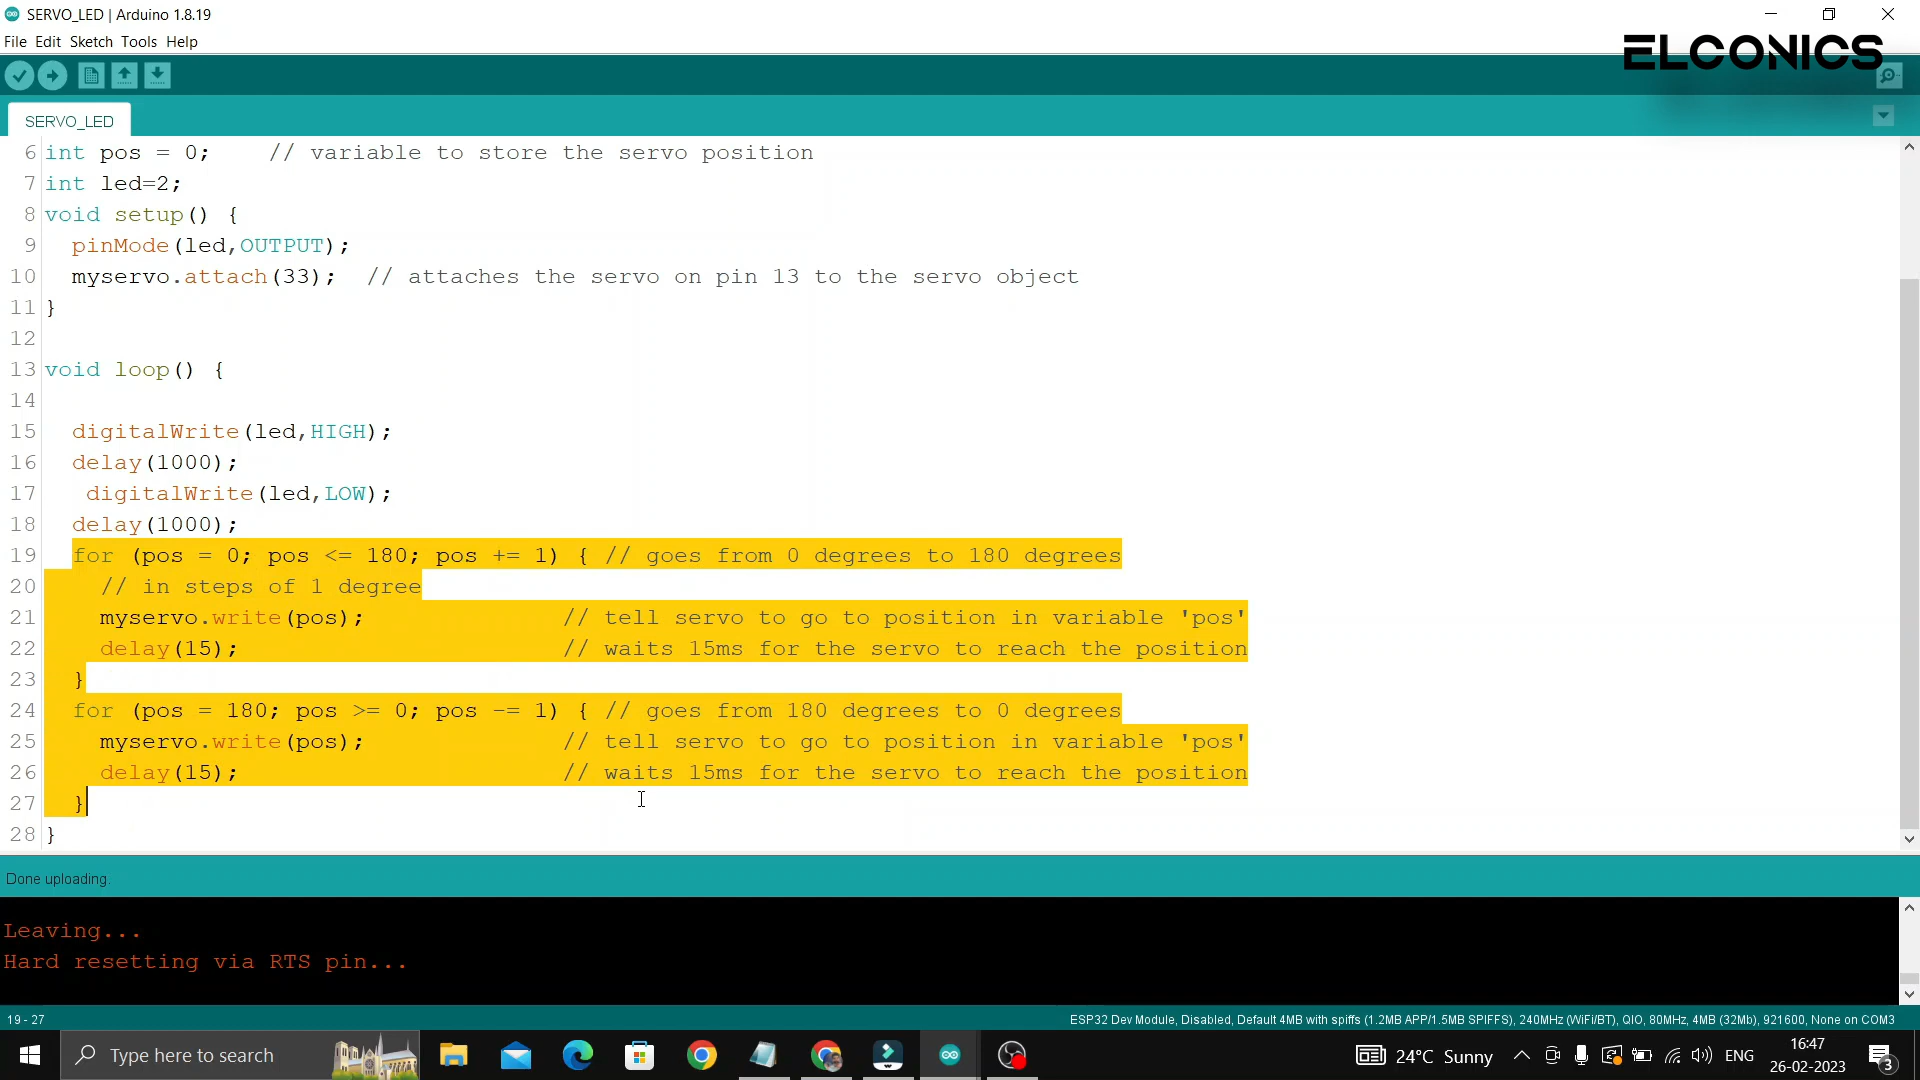 SERVO_LED | Arduino 1.8.19
File Edit Sketch Tools Help
ELCONICS
SERVO_LED
6 int pos = 0;    // variable to store the servo position
7 int led=2;
8 void setup() {
9   pinMode(led,OUTPUT);
10   myservo.attach(33);  // attaches the servo on pin 13 to the servo object
11 }
12
13 void loop() {
14
15   digitalWrite(led,HIGH);
16   delay(1000);
17    digitalWrite(led,LOW);
18   delay(1000);
19   for (pos = 0; pos <= 180; pos += 1) { // goes from 0 degrees to 180 degrees
20     // in steps of 1 degree
21     myservo.write(pos);              // tell servo to go to position in variable 'pos'
22     delay(15);                       // waits 15ms for the servo to reach the position
23   }
24   for (pos = 180; pos >= 0; pos -= 1) { // goes from 180 degrees to 0 degrees
25     myservo.write(pos);              // tell servo to go to position in variable 'pos'
26     delay(15);                       // waits 15ms for the servo to reach the position
27   }
28 }
Done uploading.
Leaving...
Hard resetting via RTS pin...
19 - 27
ESP32 Dev Module, Disabled, Default 4MB with spiffs (1.2MB APP/1.5MB SPIFFS), 240MHz (WiFi/BT), QIO, 80MHz, 4MB (32Mb), 921600, None on COM3
Type here to search
24°C Sunny
ENG
16:47
26-02-2023
3